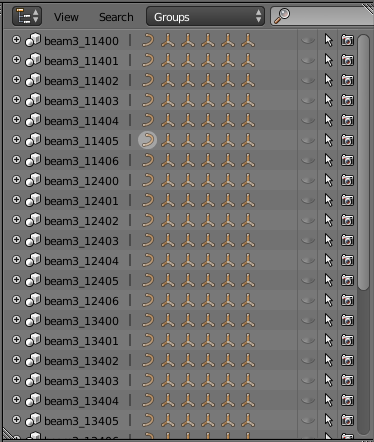 View Search Groups
beam3_11400
beam3_11401
beam3_11402
beam3_11403
beam3_11404
beam3_11405
beam3_11406
beam3_12400
beam3_12401
beam3_12402
beam3_12403
beam3_12404
beam3_12405
beam3_12406
beam3_13400
beam3_13401
beam3_13402
beam3_13403
beam3_13404
beam3_13405